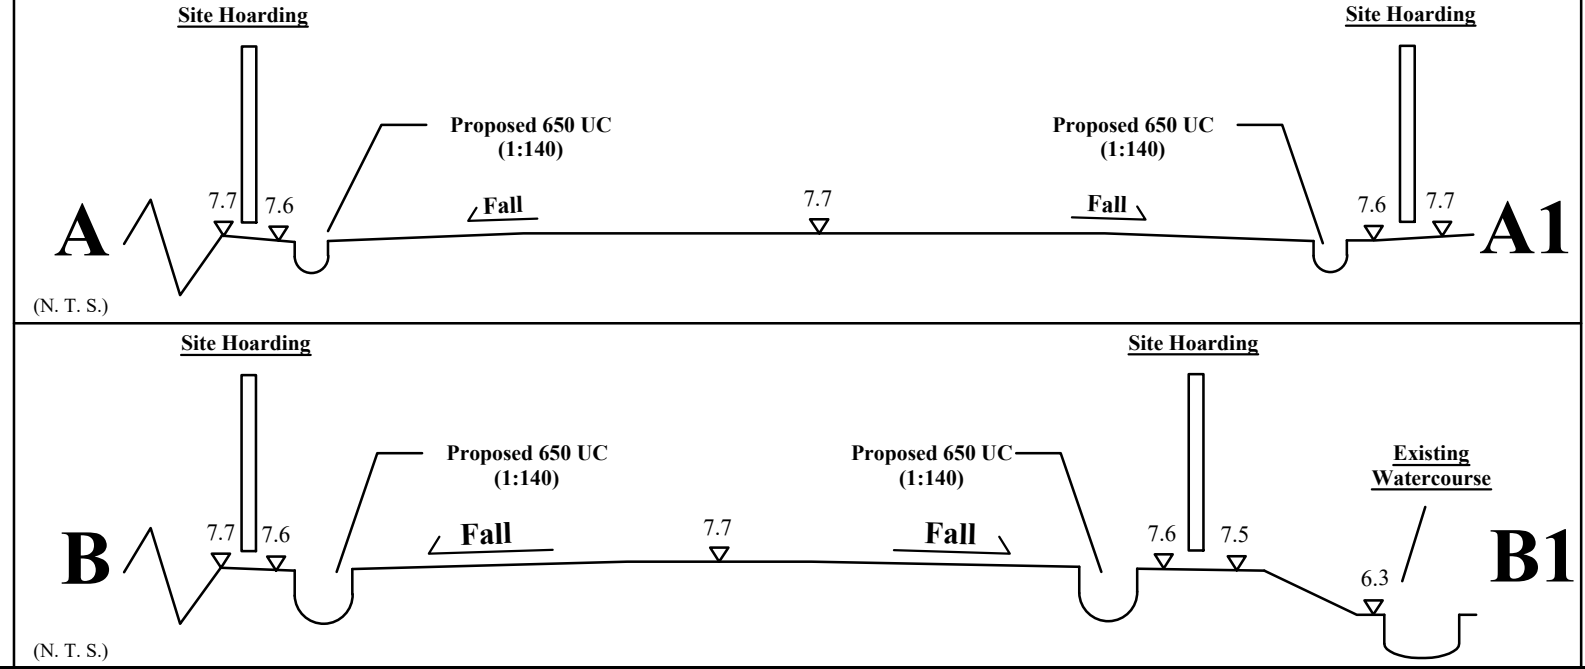 Site Hoarding
Site Hoarding
Proposed 650 UC
(1:140)
Proposed 650 UC
(1:140)
7.7
7.6
Fall
7.7
Fall
7.6
7.7
A
A1
(N. T. S.)
Site Hoarding
Site Hoarding
Proposed 650 UC
(1:140)
Proposed 650 UC
(1:140)
Existing
Watercourse
7.7
7.6
Fall
7.7
Fall
7.6
7.5
6.3
B
B1
(N. T. S.)